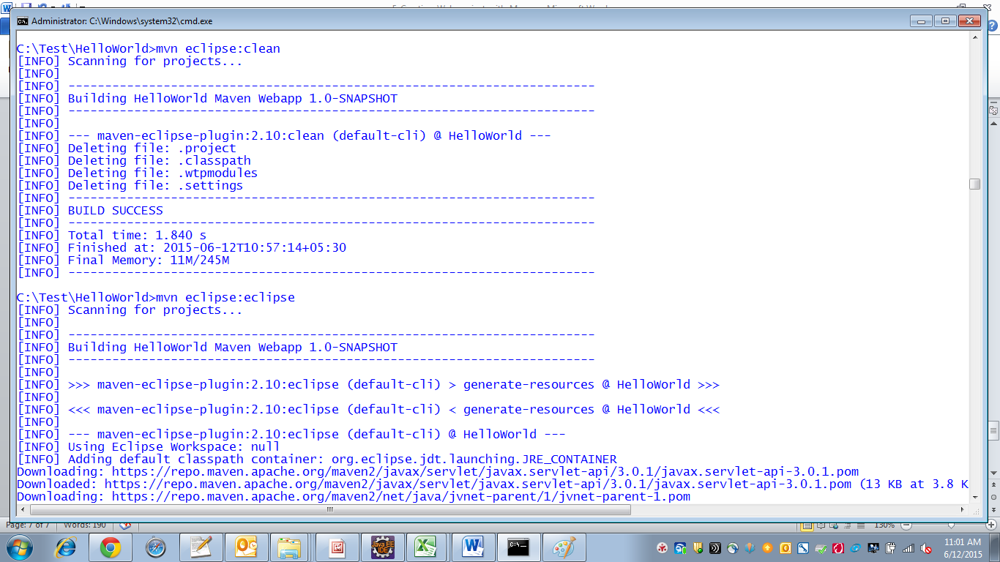 Administrator: C:\Windows\system32\cmd.exe
C:\Test\HelloWorld>mvn eclipse:clean
[INFO] Scanning for projects...
[INFO]
[INFO] ------------------------------------------------------------------------
[INFO] Building HelloWorld Maven Webapp 1.0-SNAPSHOT
[INFO] ------------------------------------------------------------------------
[INFO]
[INFO] --- maven-eclipse-plugin:2.10:clean (default-cli) @ HelloWorld ---
[INFO] Deleting file: .project
[INFO] Deleting file: .classpath
[INFO] Deleting file: .wtpmodules
[INFO] Deleting file: .settings
[INFO] ------------------------------------------------------------------------
[INFO] BUILD SUCCESS
[INFO] ------------------------------------------------------------------------
[INFO] Total time: 1.840 s
[INFO] Finished at: 2015-06-12T10:57:14+05:30
[INFO] Final Memory: 11M/245M
[INFO] ------------------------------------------------------------------------
C:\Test\HelloWorld>mvn eclipse:eclipse
[INFO] Scanning for projects...
[INFO]
[INFO] ------------------------------------------------------------------------
[INFO] Building HelloWorld Maven Webapp 1.0-SNAPSHOT
[INFO] ------------------------------------------------------------------------
[INFO]
[INFO] >>> maven-eclipse-plugin:2.10:eclipse (default-cli) > generate-resources @ HelloWorld >>>
[INFO]
[INFO] <<< maven-eclipse-plugin:2.10:eclipse (default-cli) < generate-resources @ HelloWorld <<<
[INFO]
[INFO] --- maven-eclipse-plugin:2.10:eclipse (default-cli) @ HelloWorld ---
[INFO] Using Eclipse Workspace: null
[INFO] Adding default classpath container: org.eclipse.jdt.launching.JRE_CONTAINER
Downloading: https://repo.maven.apache.org/maven2/javax/servlet/javax.servlet-api/3.0.1/javax.servlet-api-3.0.1.pom
Downloaded: https://repo.maven.apache.org/maven2/javax/servlet/javax.servlet-api/3.0.1/javax.servlet-api-3.0.1.pom (13 KB at 3.8 K
Downloading: https://repo.maven.apache.org/maven2/net/java/jvnet-parent/1/jvnet-parent-1.pom
Page: 7 of 7 Words: 190 130%
Java EE
IDE
11:01 AM
6/12/2015